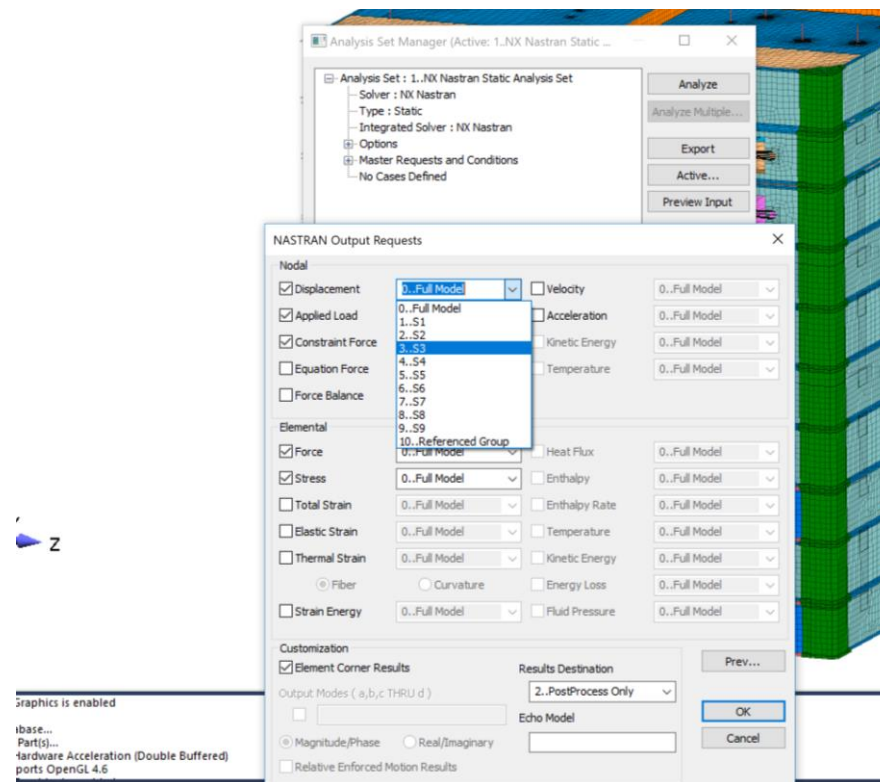 Analysis Set Manager (Active: 1..NX Nastran Static ...
Analysis Set : 1..NX Nastran Static Analysis Set
Solver : NX Nastran
Type : Static
Integrated Solver : NX Nastran
Options
Master Requests and Conditions
No Cases Defined
Analyze
Analyze Multiple...
Export
Active...
Preview Input
NASTRAN Output Requests
Nodal
Displacement 0..Full Model Velocity 0..Full Model
Applied Load Acceleration 0..Full Model
Constraint Force Kinetic Energy 0..Full Model
Equation Force Temperature 0..Full Model
Force Balance
0..Full Model
1..S1
2..S2
3..S3
4..S4
5..S5
6..S6
7..S7
8..S8
9..S9
10..Referenced Group
Elemental
Force 0..Full Model Heat Flux 0..Full Model
Stress 0..Full Model Enthalpy 0..Full Model
Total Strain 0..Full Model Enthalpy Rate 0..Full Model
Elastic Strain 0..Full Model Temperature 0..Full Model
Thermal Strain 0..Full Model Kinetic Energy 0..Full Model
Fiber Curvature Energy Loss 0..Full Model
Strain Energy 0..Full Model Fluid Pressure 0..Full Model
Customization
Element Corner Results
Output Modes ( a,b,c THRU d )
Magnitude/Phase Real/Imaginary
Relative Enforced Motion Results
Results Destination
2..PostProcess Only
Echo Model
Prev...
OK
Cancel
Z
Graphics is enabled
abase...
Part(s)...
Hardware Acceleration (Double Buffered)
ports OpenGL 4.6